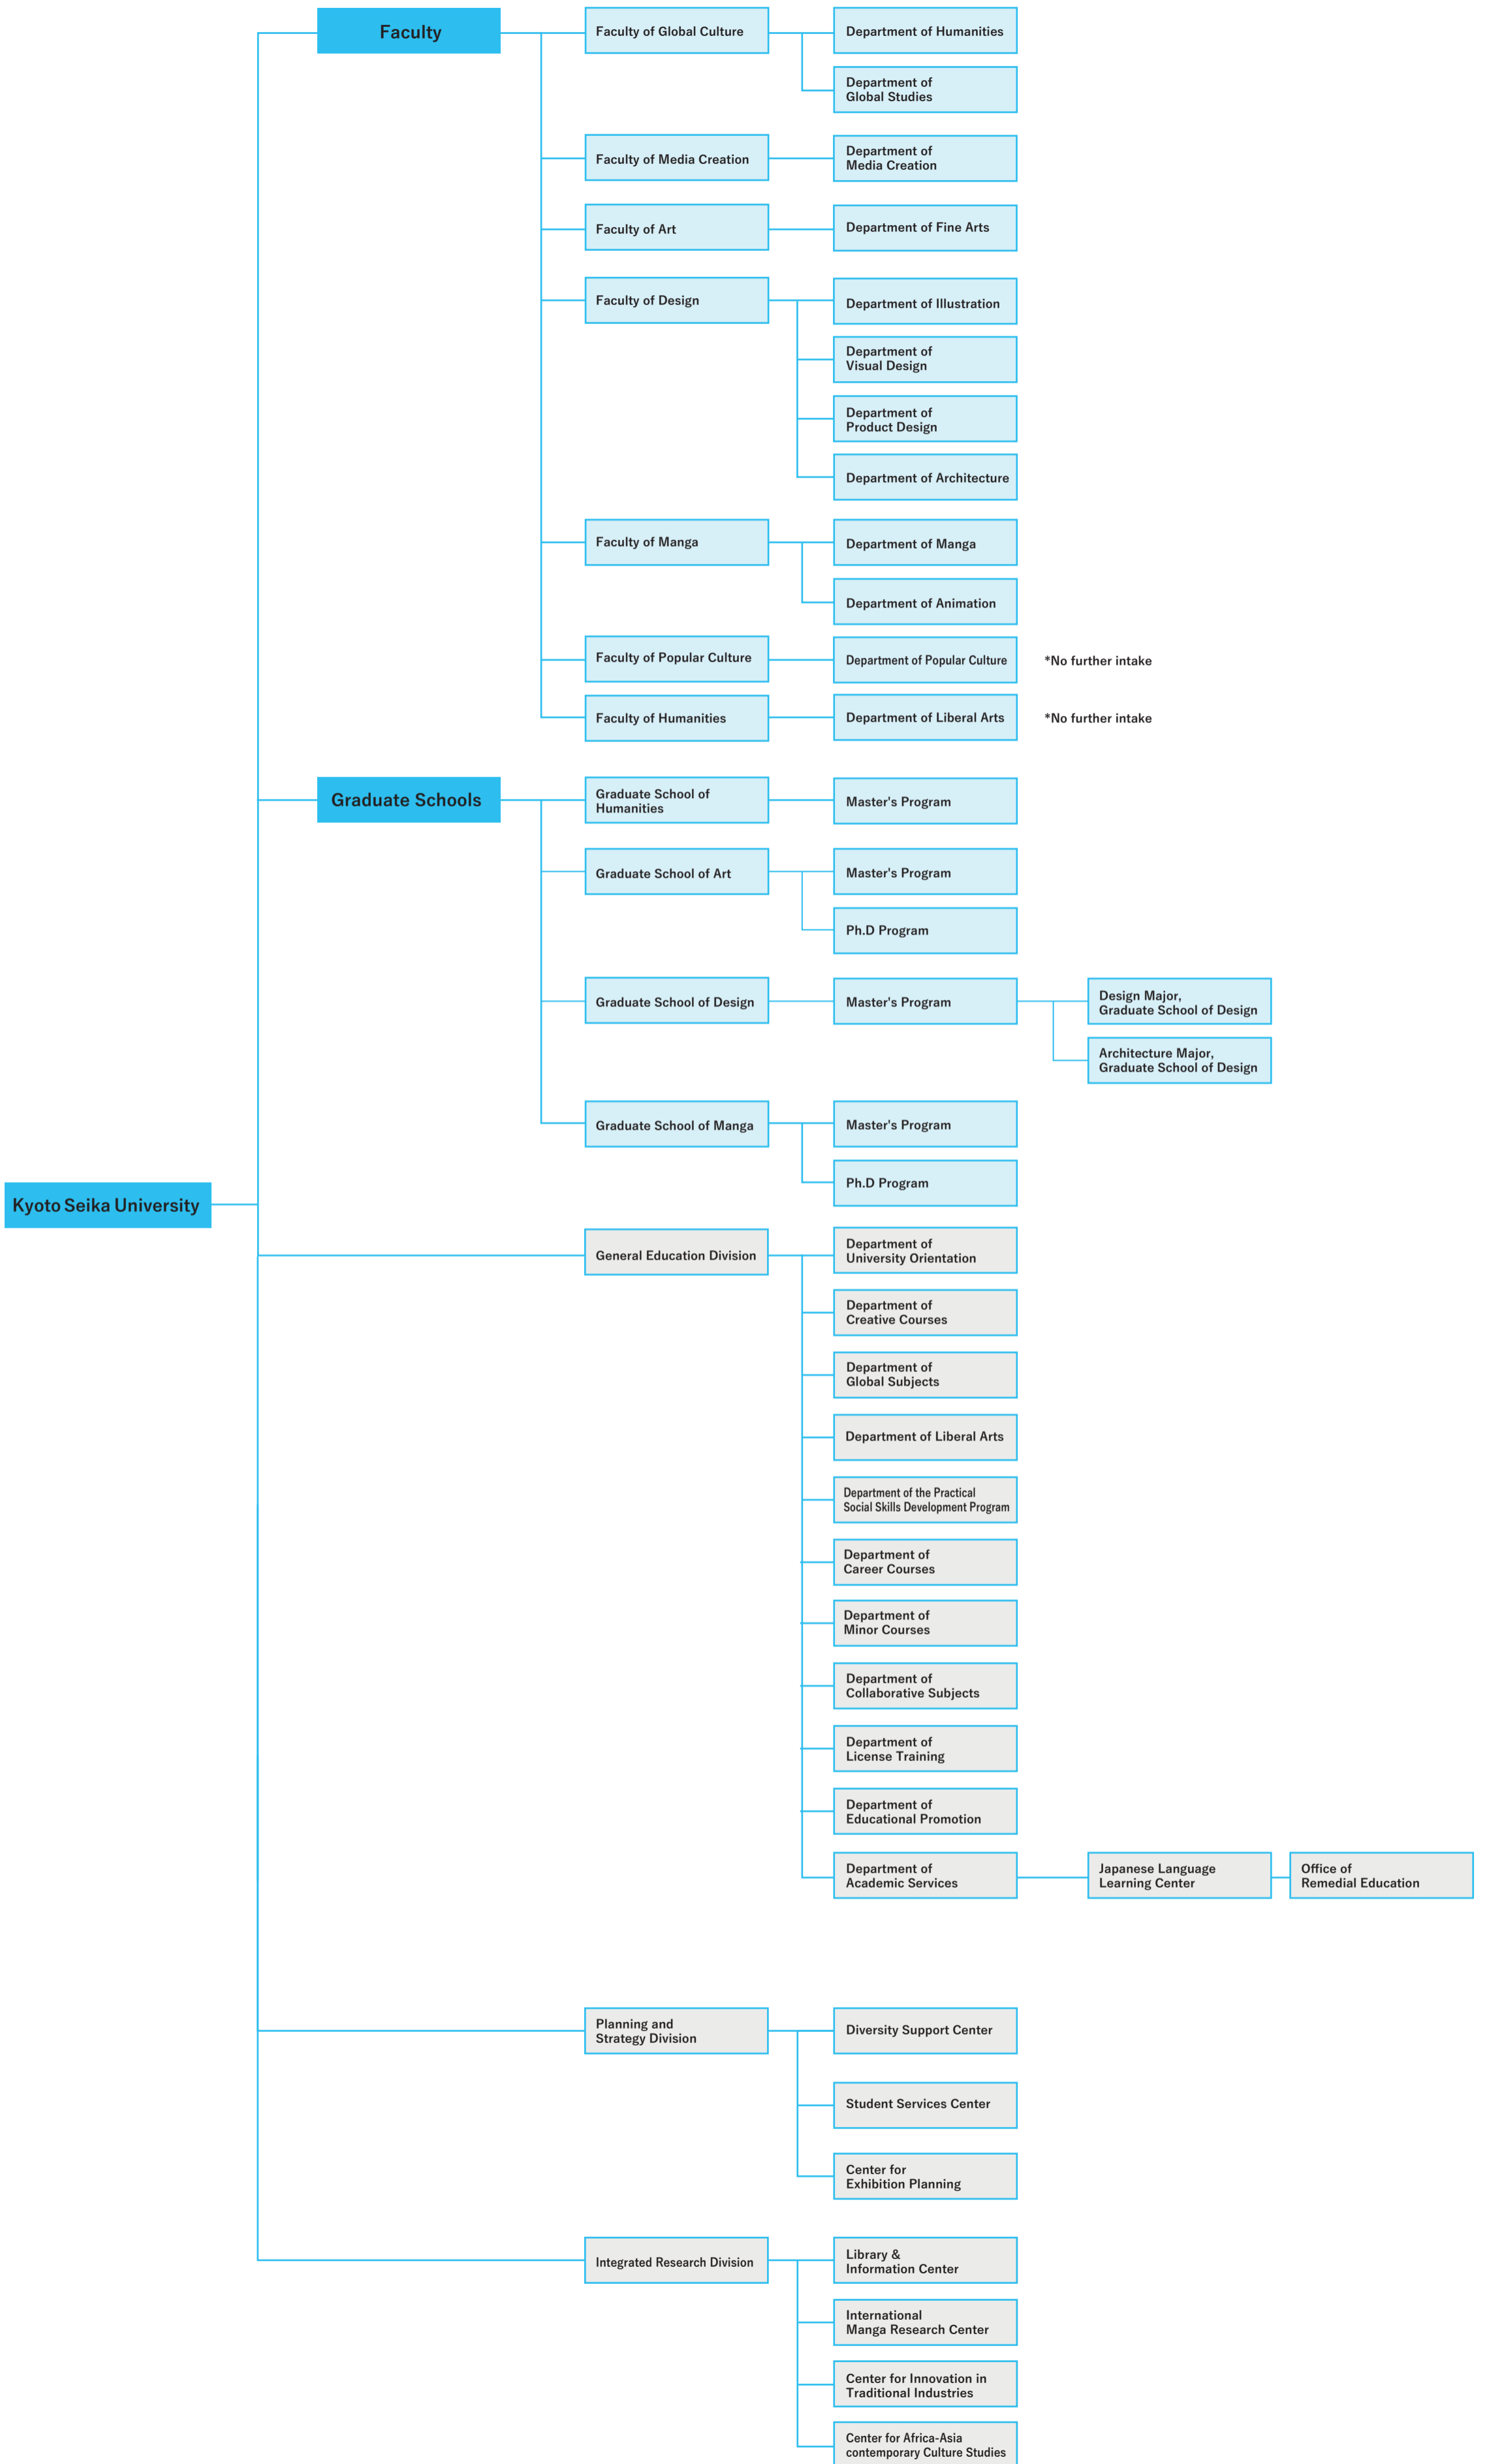 Faculty
Faculty of Global Culture
Department of Humanities
Department of
Global Studies
Faculty of Media Creation
Department of
Media Creation
Faculty of Art
Department of Fine Arts
Faculty of Design
Department of Illustration
Department of
Visual Design
Department of
Product Design
Department of Architecture
Faculty of Manga
Department of Manga
Department of Animation
Faculty of Popular Culture
Department of Popular Culture
*No further intake
Faculty of Humanities
Department of Liberal Arts
*No further intake
Graduate Schools
Graduate School of
Humanities
Master's Program
Graduate School of Art
Master's Program
Ph.D Program
Graduate School of Design
Master's Program
Design Major,
Graduate School of Design
Architecture Major,
Graduate School of Design
Graduate School of Manga
Master's Program
Ph.D Program
Kyoto Seika University
General Education Division
Department of
University Orientation
Department of
Creative Courses
Department of
Global Subjects
Department of Liberal Arts
Department of the Practical
Social Skills Development Program
Department of
Career Courses
Department of
Minor Courses
Department of
Collaborative Subjects
Department of
License Training
Department of
Educational Promotion
Department of
Academic Services
Japanese Language
Learning Center
Office of
Remedial Education
Planning and
Strategy Division
Diversity Support Center
Student Services Center
Center for
Exhibition Planning
Integrated Research Division
Library &
Information Center
International
Manga Research Center
Center for Innovation in
Traditional Industries
Center for Africa-Asia
contemporary Culture Studies